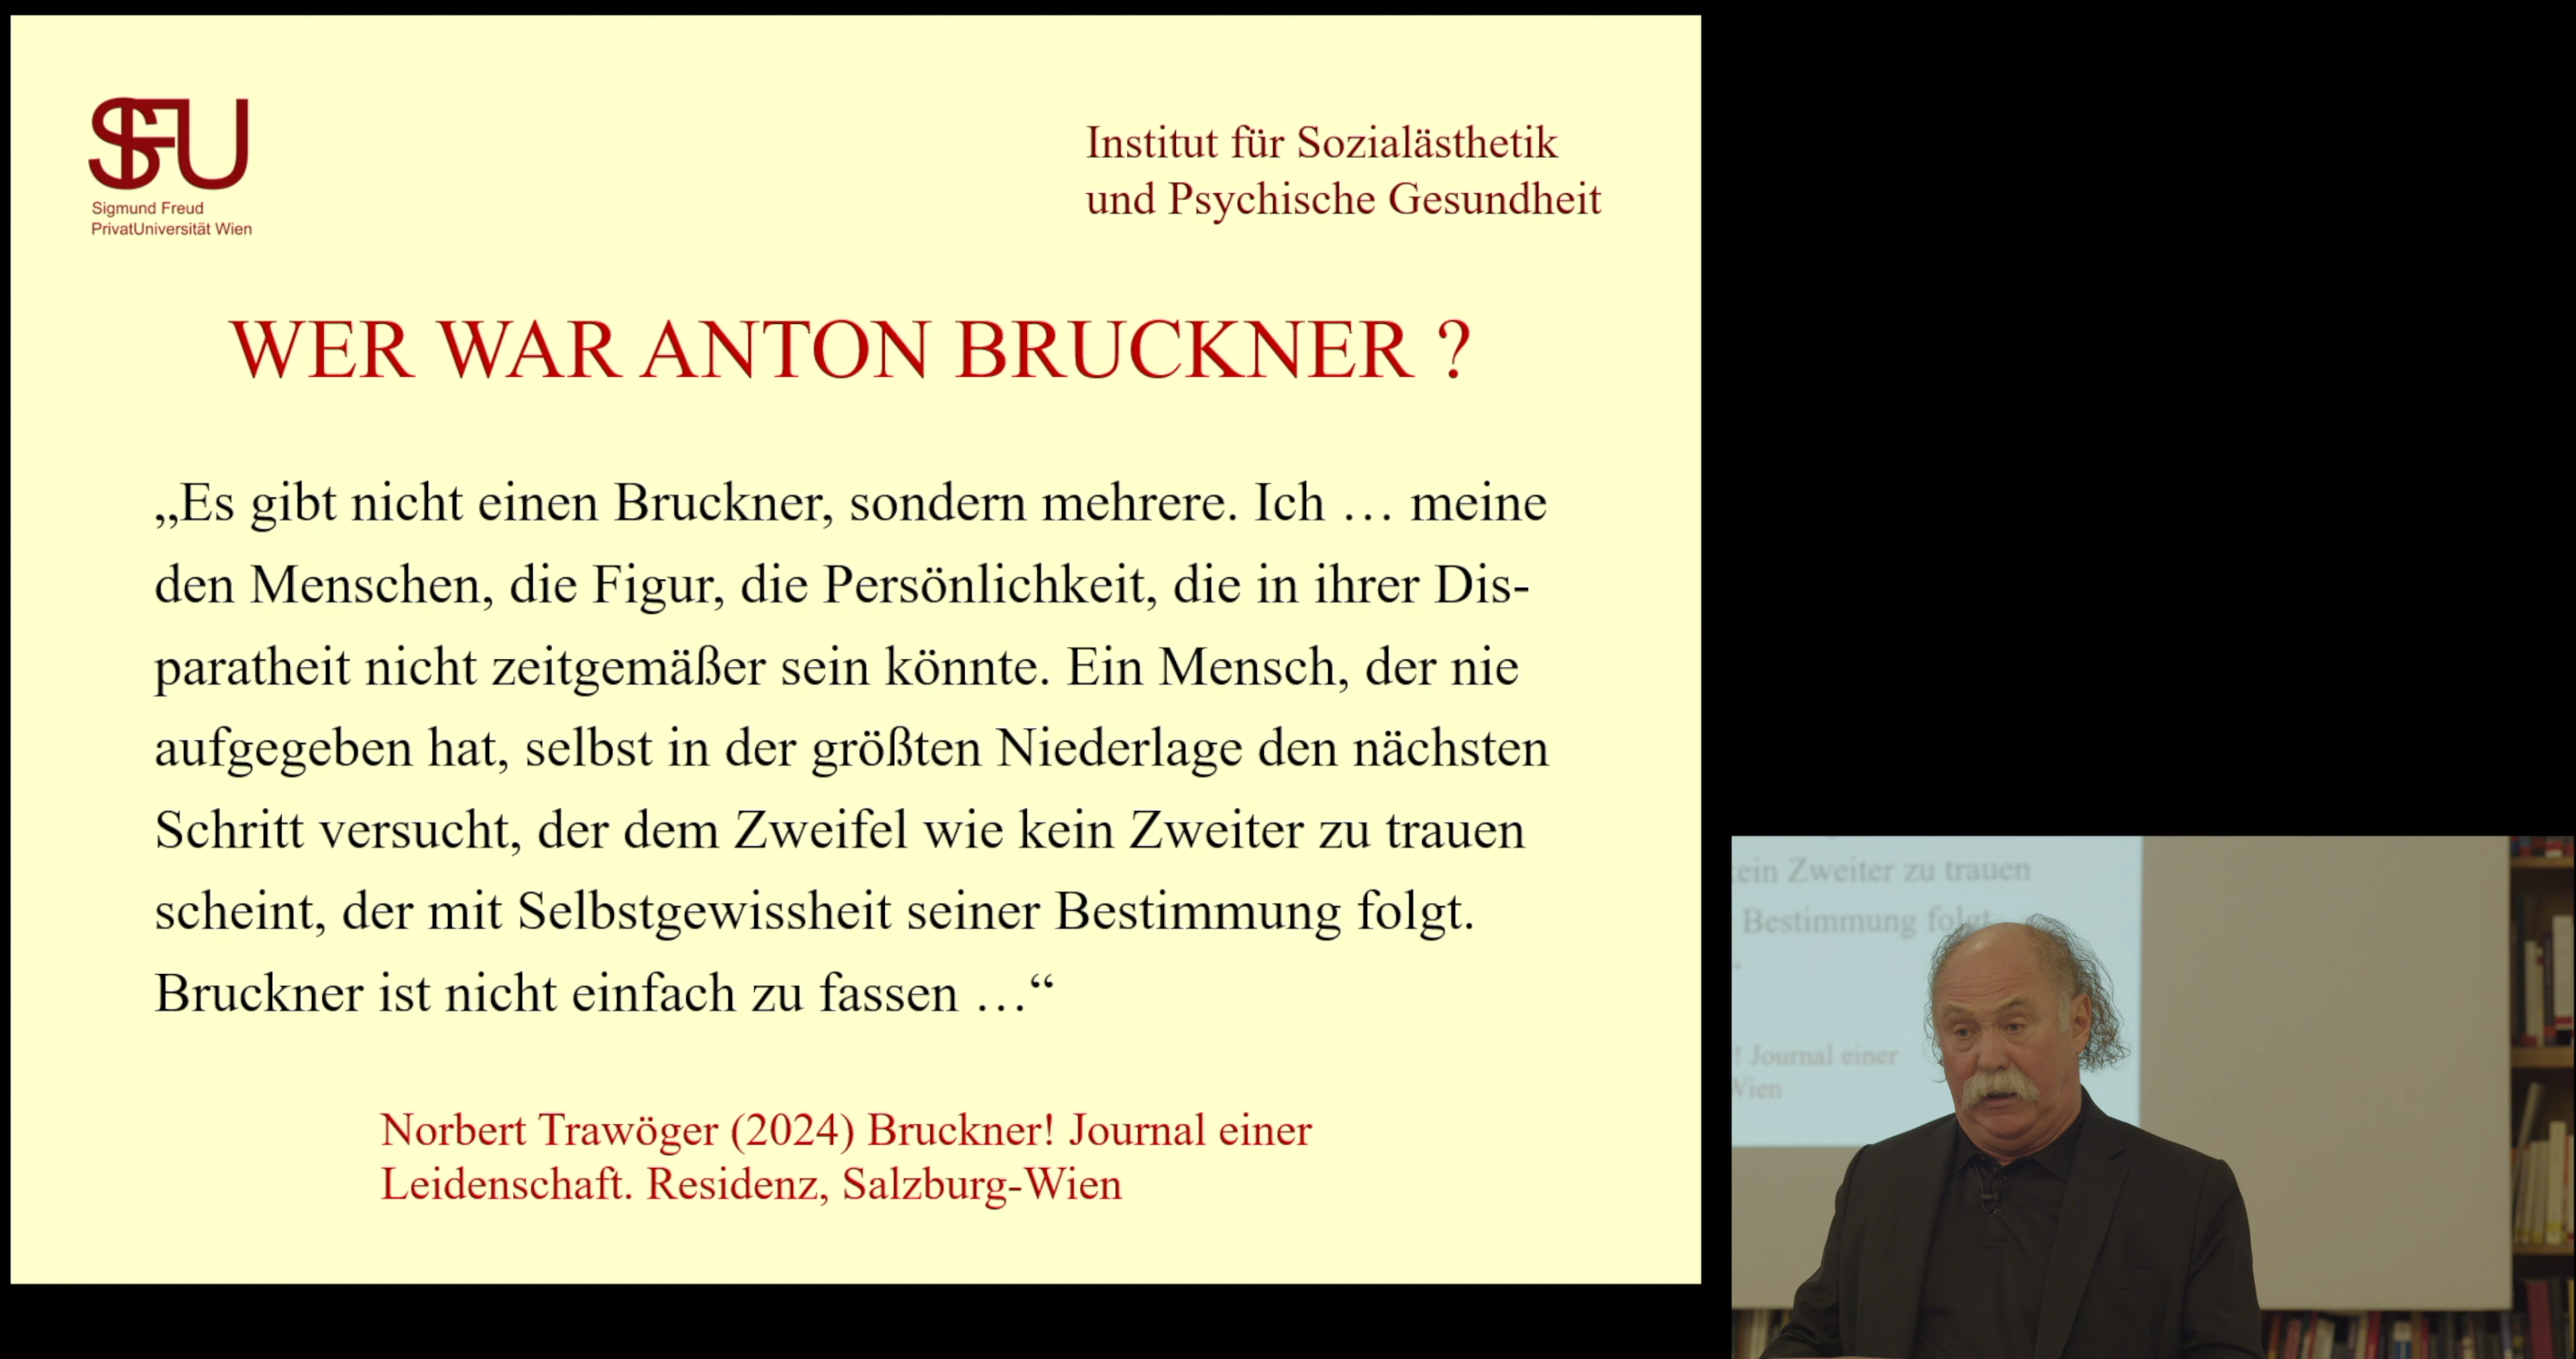 SFU
Sigmund Freud
PrivatUniversität Wien
Institut für Sozialästhetik
und Psychische Gesundheit
WER WAR ANTON BRUCKNER ?
„Es gibt nicht einen Bruckner, sondern mehrere. Ich … meine
den Menschen, die Figur, die Persönlichkeit, die in ihrer Dis-
paratheit nicht zeitgemäßer sein könnte. Ein Mensch, der nie
aufgegeben hat, selbst in der größten Niederlage den nächsten
Schritt versucht, der dem Zweifel wie kein Zweiter zu trauen
scheint, der mit Selbstgewissheit seiner Bestimmung folgt.
Bruckner ist nicht einfach zu fassen …“
Norbert Trawöger (2024) Bruckner! Journal einer
Leidenschaft. Residenz, Salzburg-Wien
Zweiter zu trauen
Bestimmung folgt
! Journal einer
Wien